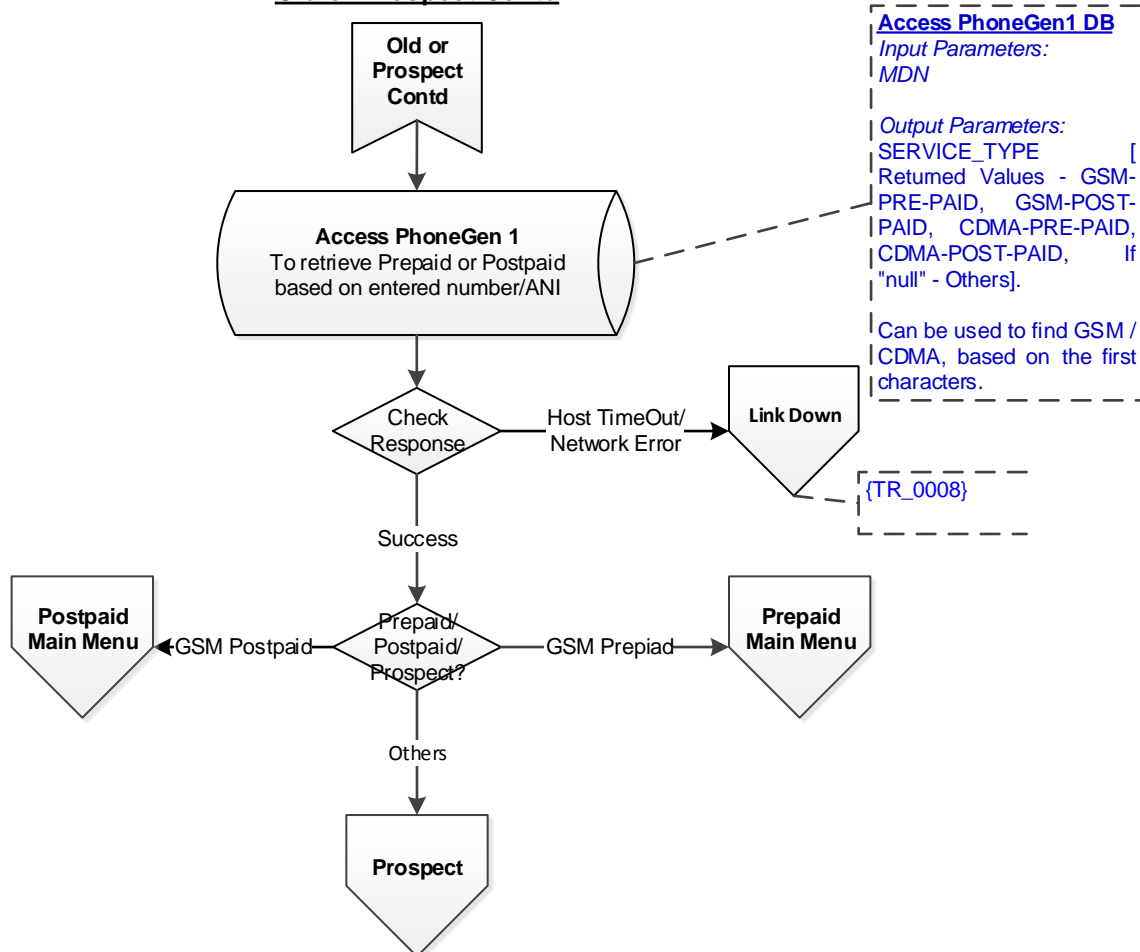 Old or
Prospect
Contd
Access PhoneGen1 DB
Input Parameters:
MDN
Output Parameters:
SERVICE_TYPE [
Returned Values - GSM-
PRE-PAID, GSM-POST-
PAID, CDMA-PRE-PAID,
CDMA-POST-PAID, If
"null" - Others].
Can be used to find GSM /
CDMA, based on the first
characters.
Access PhoneGen 1
To retrieve Prepaid or Postpaid
based on entered number/ANI
Check
Response
Host TimeOut/
Network Error
Link Down
{TR_0008}
Success
Postpaid
Main Menu
GSM Postpaid
Prepaid/
Postpaid/
Prospect?
GSM Prepiad
Prepaid
Main Menu
Others
Prospect